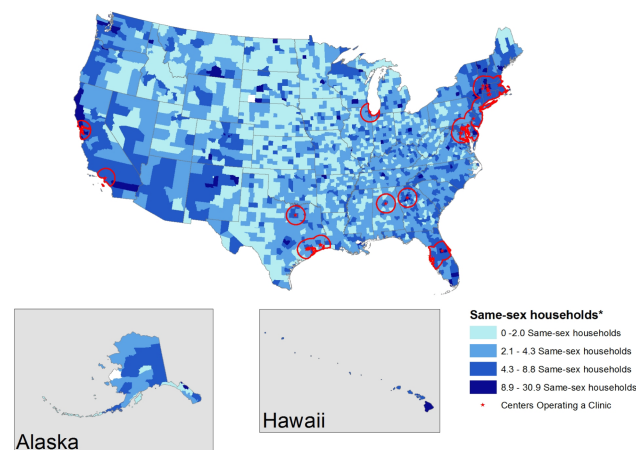 Same-sex households*
0 -2.0 Same-sex households
2.1 - 4.3 Same-sex households
4.3 - 8.8 Same-sex households
8.9 - 30.9 Same-sex households
Centers Operating a Clinic
Alaska
Hawaii